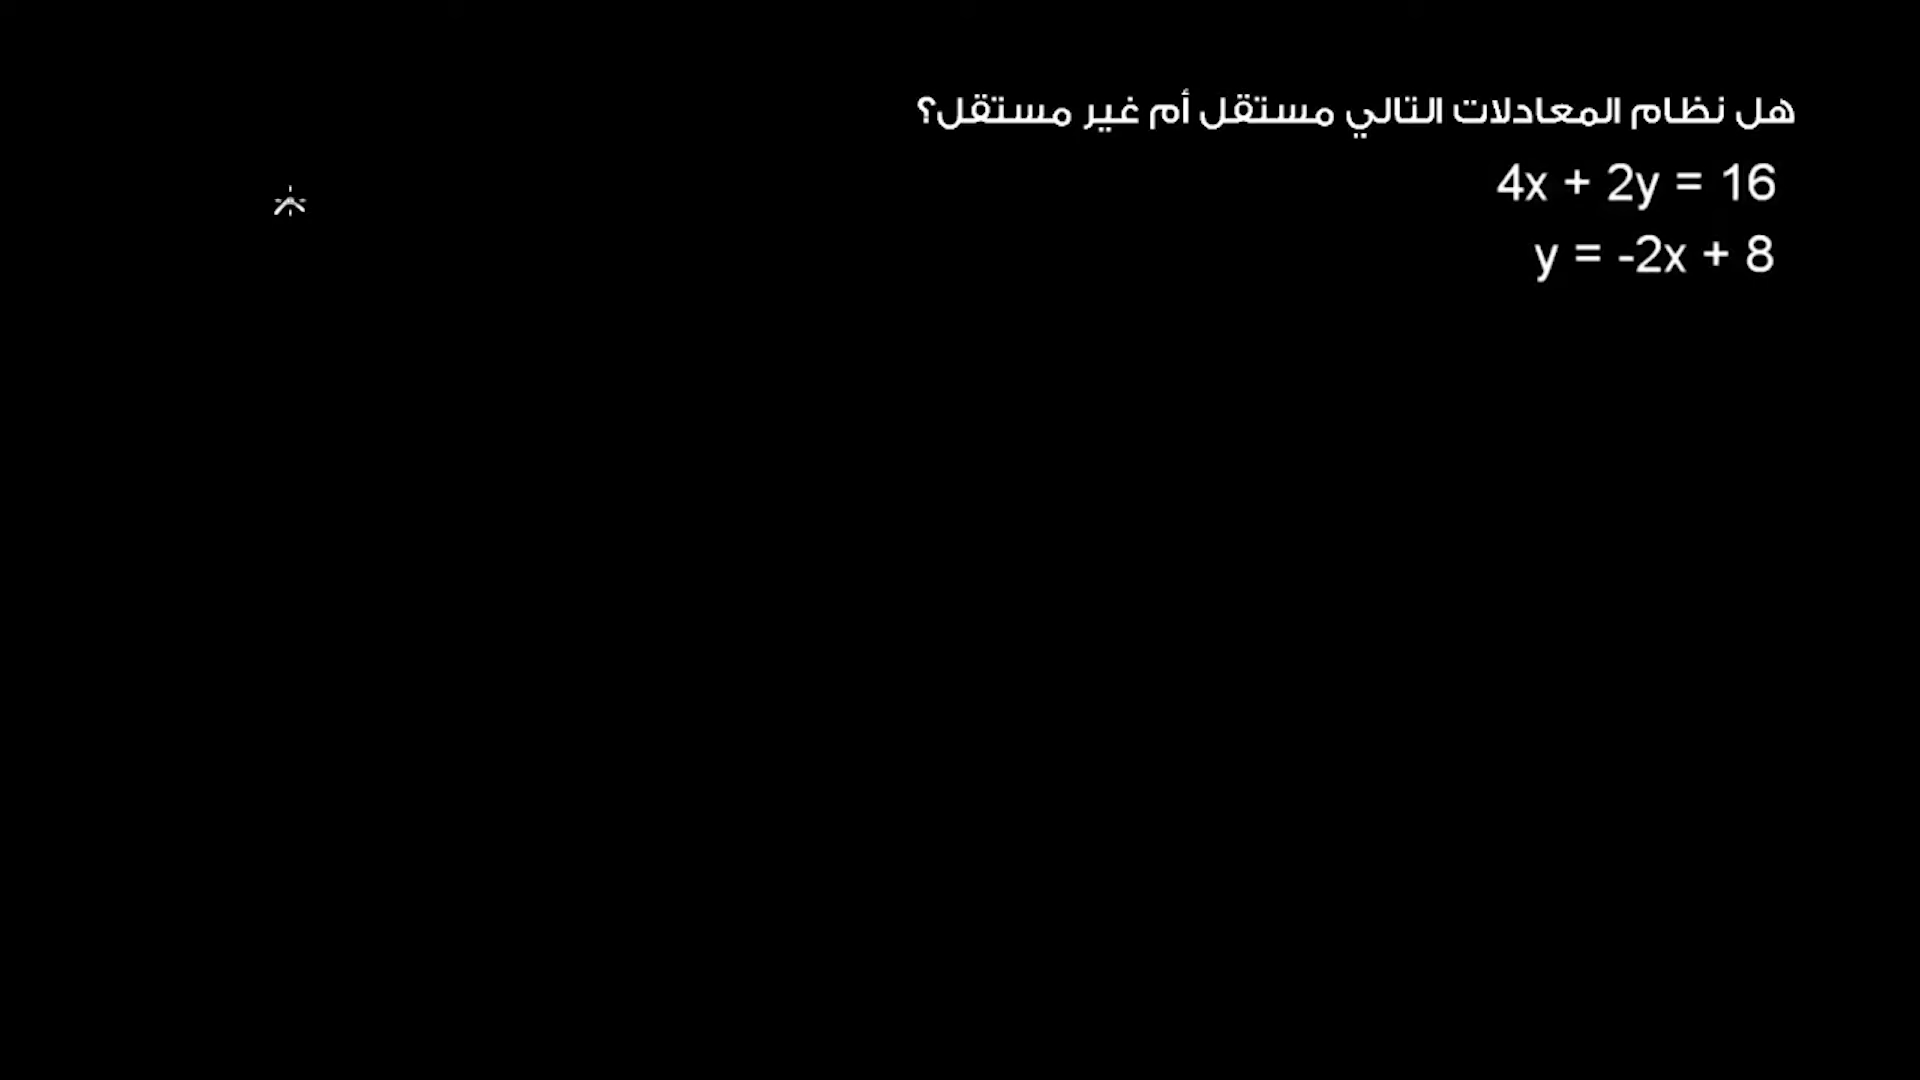 هل نظام المعادلات التالي مستقل أم غير مستقل؟
4x + 2y = 16
y = -2x + 8